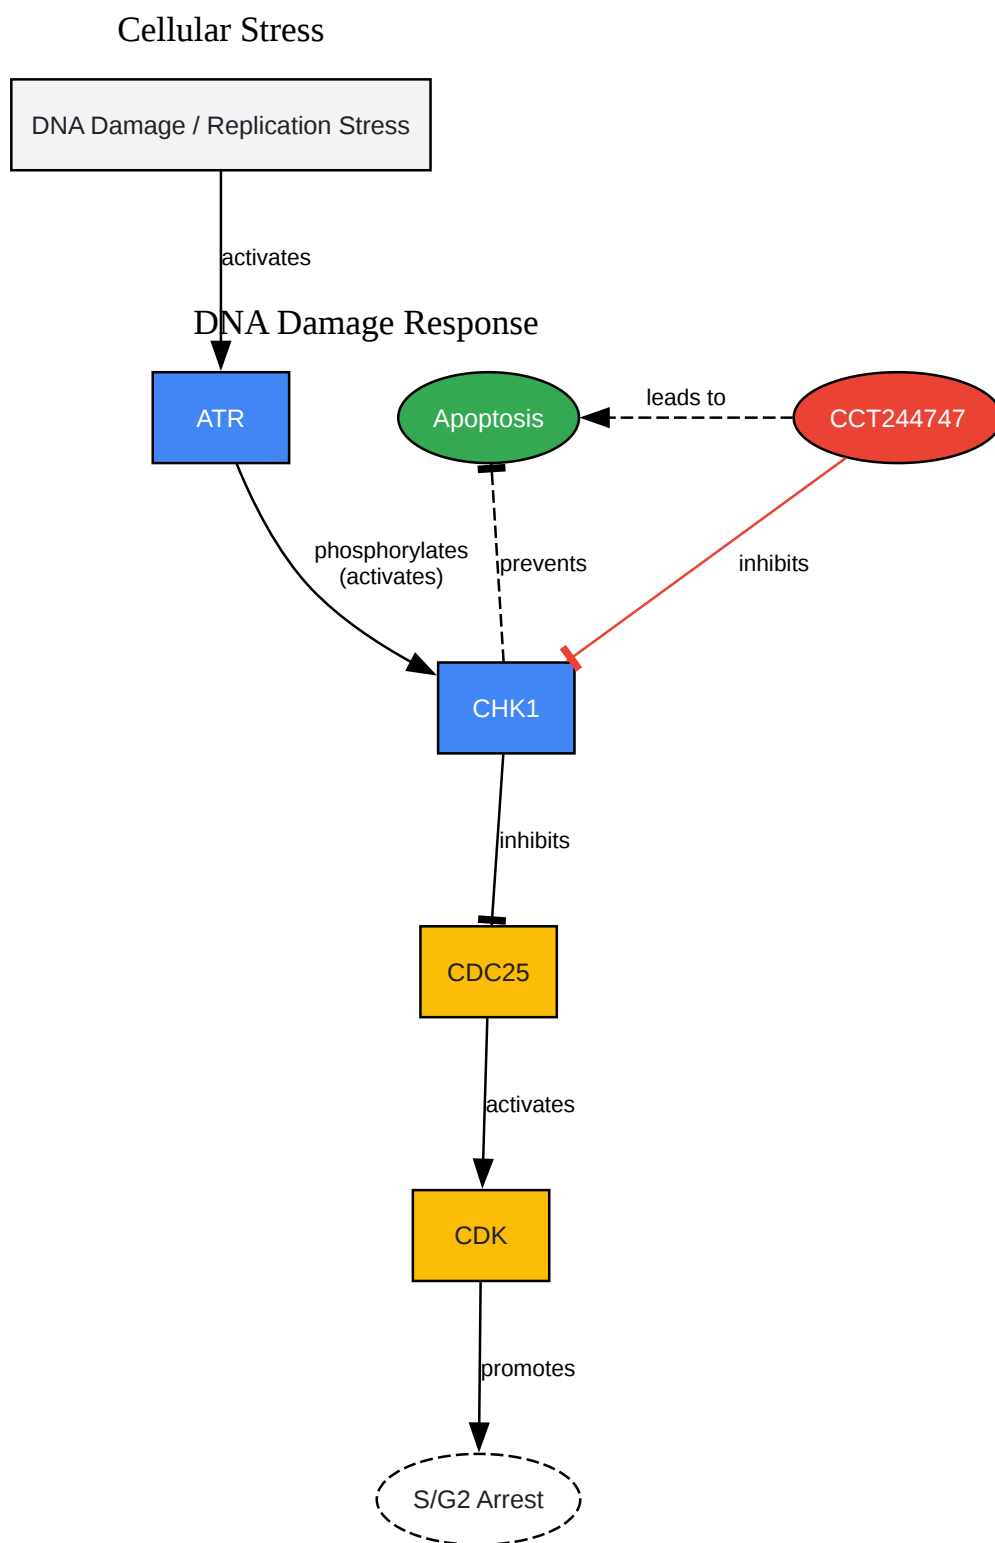 Cellular Stress
DNA Damage / Replication Stress
activates
DNA Damage Response
ATR
Apoptosis
leads to
CCT244747
phosphorylates
(activates)
prevents
inhibits
CHK1
inhibits
CDC25
activates
CDK
promotes
S/G2 Arrest